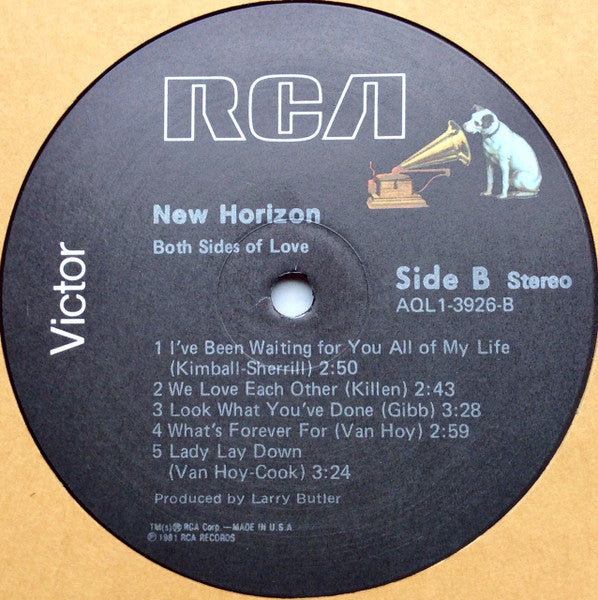 RCA
Victor
New Horizon
Both Sides of Love
Side B Stereo
AQL1-3926-B
1 I've Been Waiting for You All of My Life
(Kimball-Sherrill) 2:50
2 We Love Each Other (Killen) 2:43
3 Look What You've Done (Gibb) 3:28
4 What's Forever For (Van Hoy) 2:59
5 Lady Lay Down
(Van Hoy-Cook) 3:24
Produced by Larry Butler
TM(s)® RCA Corp.—MADE IN U.S.A
℗ 1981 RCA RECORDS